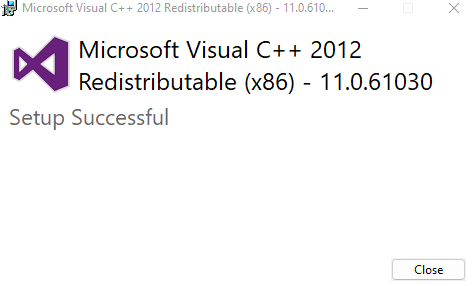 Microsoft Visual C++ 2012 Redistributable (x86) - 11.0.610...
Microsoft Visual C++ 2012
Redistributable (x86) - 11.0.61030
Setup Successful
Close